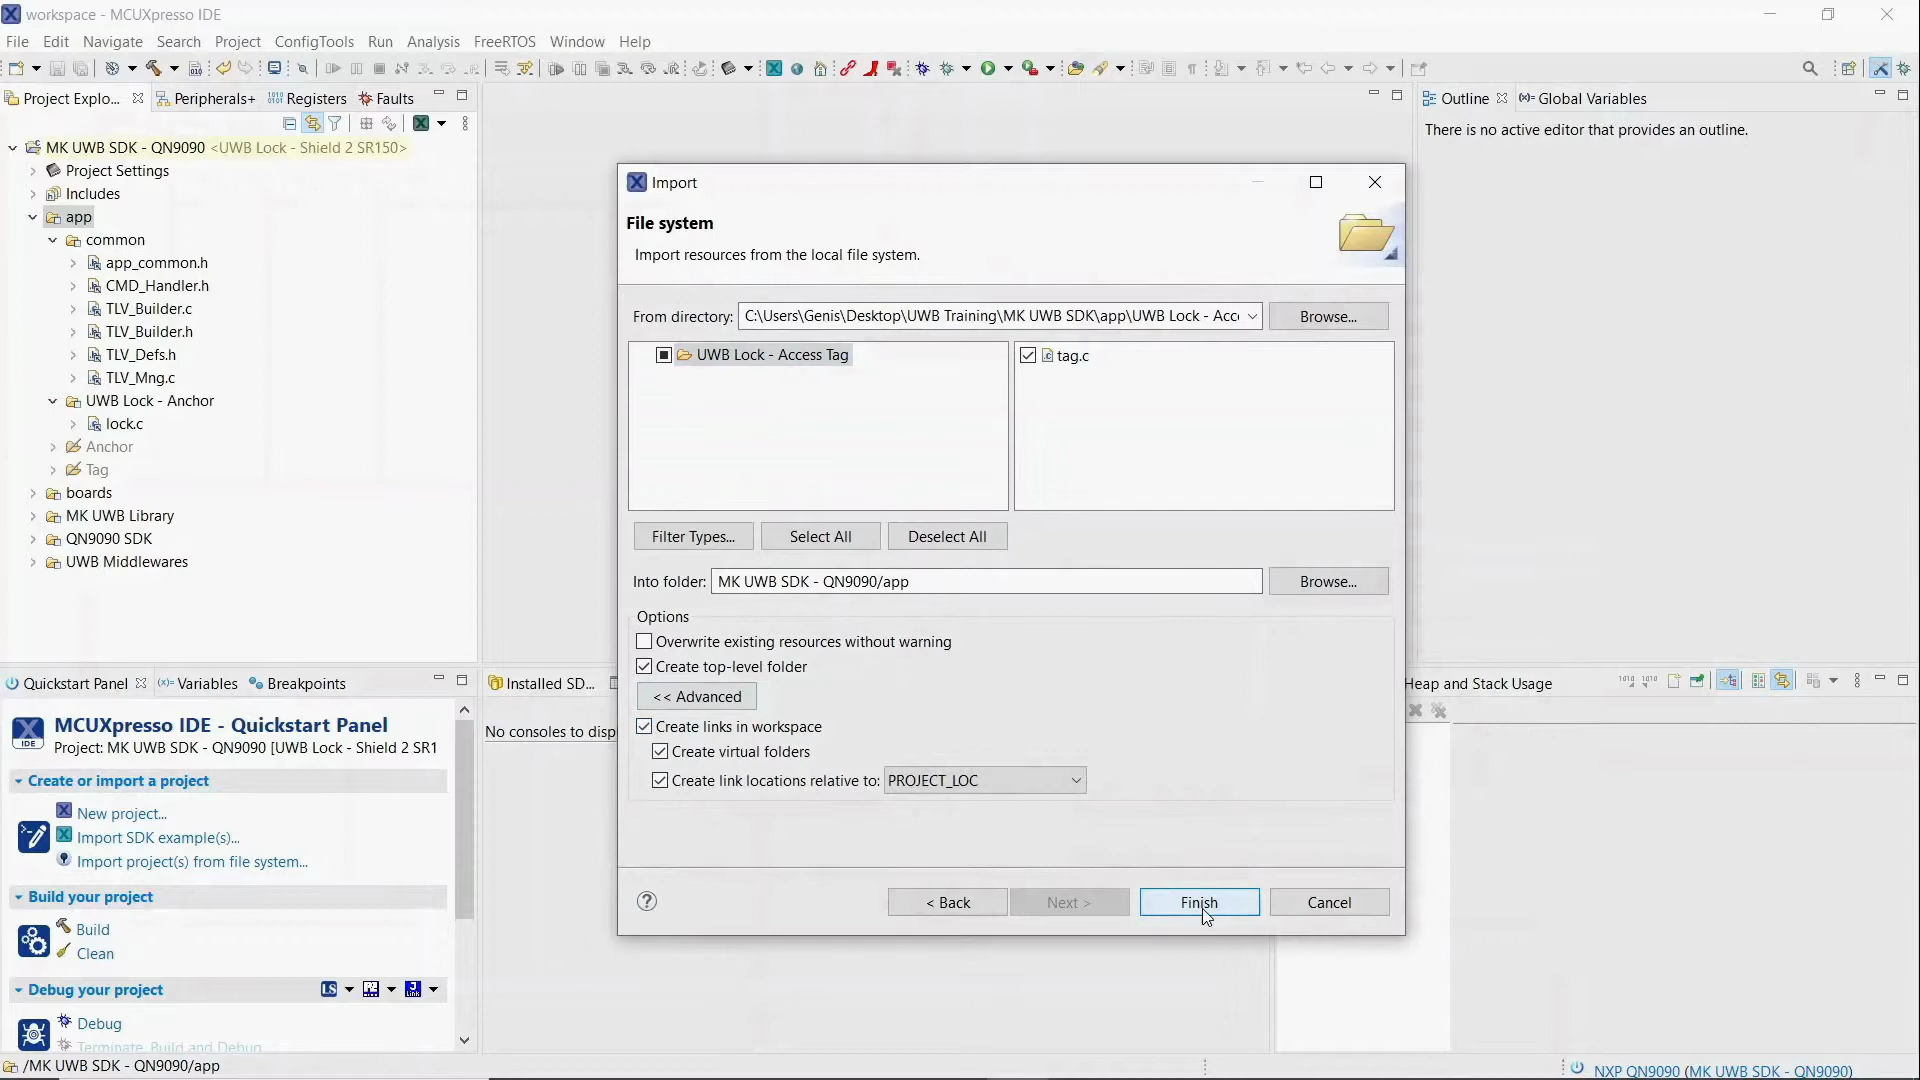 workspace - MCUXpresso IDE
File Edit Navigate Search Project ConfigTools Run Analysis FreeRTOS Window Help
Project Explo... Peripherals+ Registers Faults
MK UWB SDK - QN9090 <UWB Lock - Shield 2 SR150>
Project Settings
Includes
app
common
app_common.h
CMD_Handler.h
TLV_Builder.c
TLV_Builder.h
TLV_Defs.h
TLV_Mng.c
UWB Lock - Anchor
lock.c
Anchor
Tag
boards
MK UWB Library
QN9090 SDK
UWB Middlewares
Outline Global Variables
There is no active editor that provides an outline.
Import
File system
Import resources from the local file system.
From directory: C:\Users\Genis\Desktop\UWB Training\MK UWB SDK\app\UWB Lock - Acc Browse...
UWB Lock - Access Tag
tag.c
Filter Types... Select All Deselect All
Into folder: MK UWB SDK - QN9090/app Browse...
Options
Overwrite existing resources without warning
Create top-level folder
<< Advanced
Create links in workspace
Create virtual folders
Create link locations relative to: PROJECT_LOC
< Back Next > Finish Cancel
Quickstart Panel Variables Breakpoints
MCUXpresso IDE - Quickstart Panel
IDE
Project: MK UWB SDK - QN9090 [UWB Lock - Shield 2 SR1
Create or import a project
New project...
Import SDK example(s)...
Import project(s) from file system...
Build your project
Build
Clean
Debug your project
LS
Debug
Terminate, Build and Debug
Installed SD...
No consoles to disp
Heap and Stack Usage
/MK UWB SDK - QN9090/app
NXP QN9090 (MK UWB SDK - QN9090)